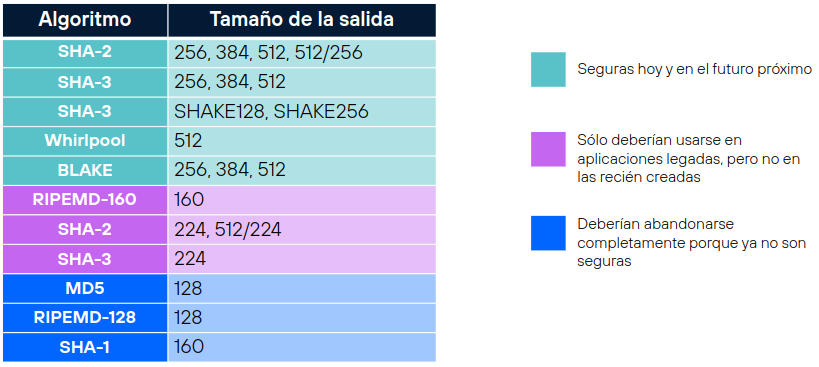 Algoritmo Tamaño de la salida
SHA-2 256, 384, 512, 512/256
SHA-3 256, 384, 512
SHA-3 SHAKE128, SHAKE256
Whirlpool 512
BLAKE 256, 384, 512
RIPEMD-160 160
SHA-2 224, 512/224
SHA-3 224
MD5 128
RIPEMD-128 128
SHA-1 160
Seguras hoy y en el futuro próximo
Sólo deberían usarse en
aplicaciones legadas, pero no en
las recién creadas
Deberían abandonarse
completamente porque ya no son
seguras